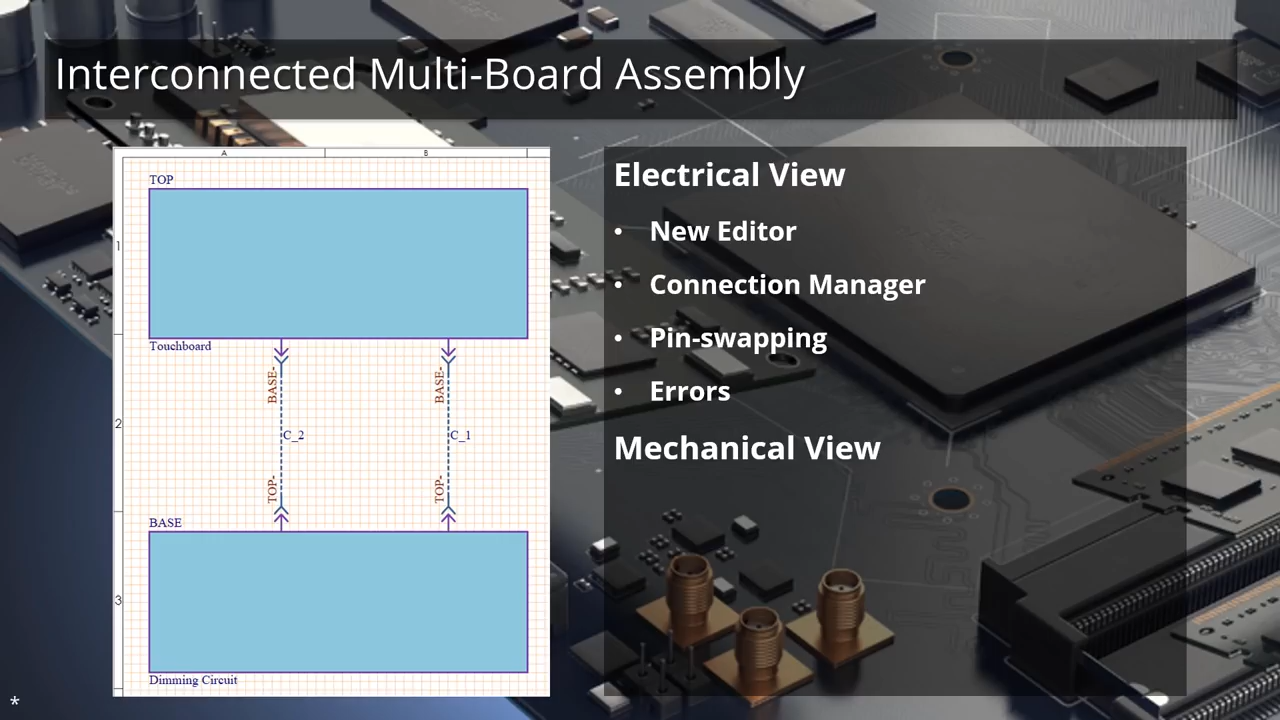 Interconnected Multi-Board Assembly
A B
TOP
1
Touchboard
BASE- BASE-
2
C_2 C_1
TOP- TOP-
BASE
3
Dimming Circuit
Electrical View
• New Editor
• Connection Manager
• Pin-swapping
• Errors
Mechanical View
*